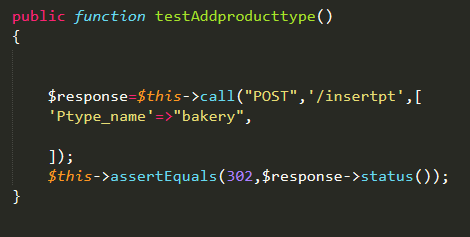 public function testAddproducttype()
{
$response=$this->call("POST",'/insertpt',[
'Ptype_name'=>"bakery",
]);
$this->assertEquals(302,$response->status());
}